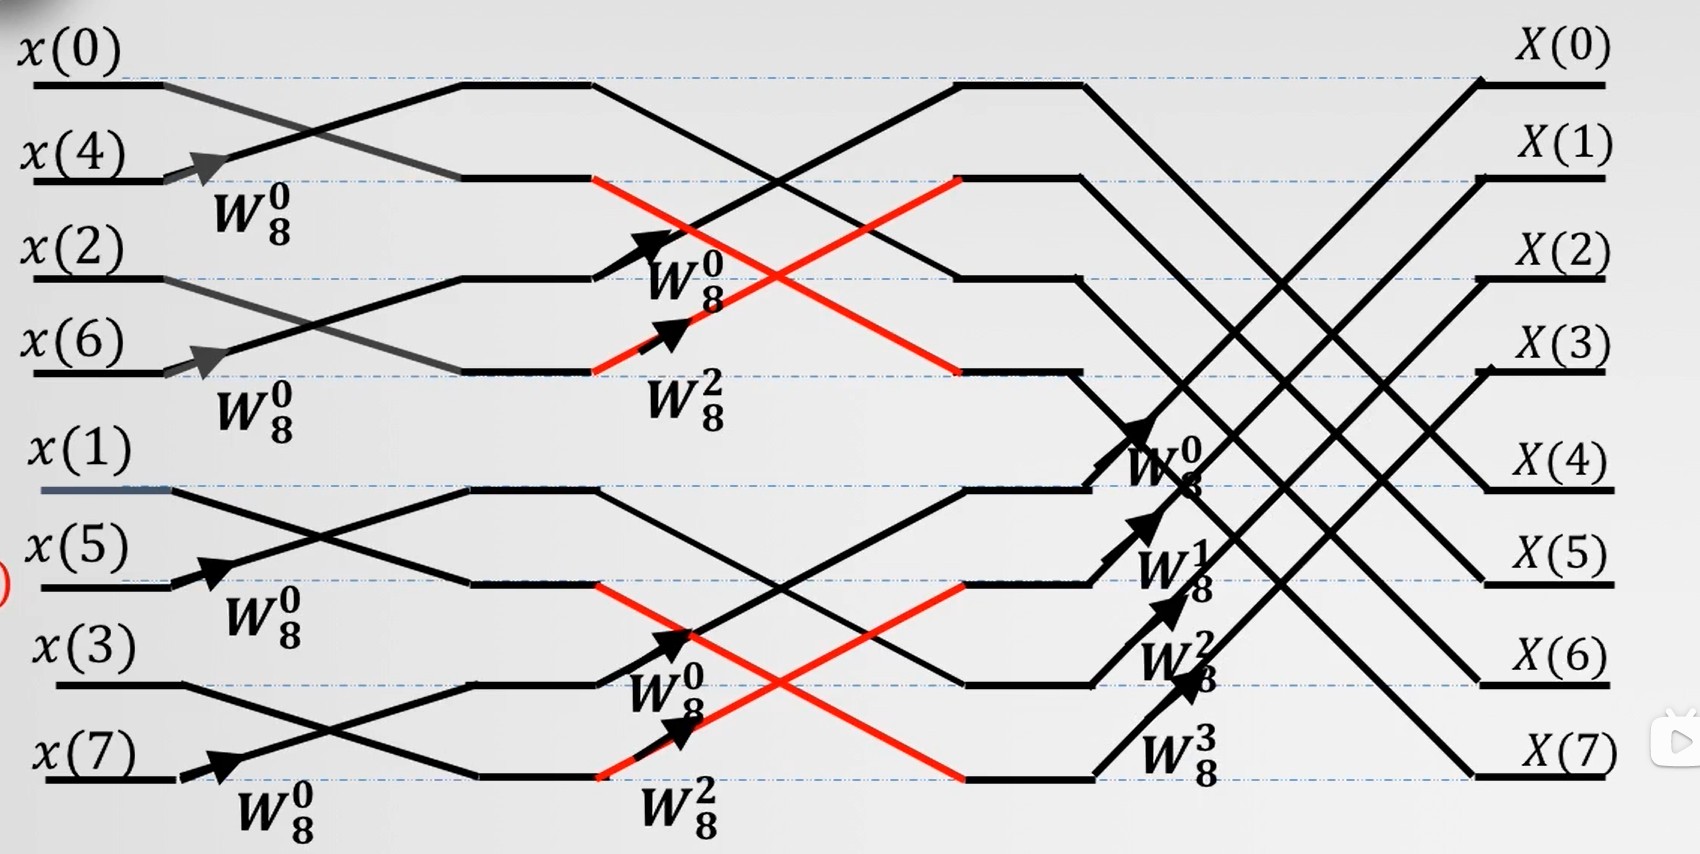 x(0)
x(4)
W_8^0
x(2)
x(6)
W_8^0
x(1)
x(5)
W_8^0
x(3)
x(7)
W_8^0
W_8^0
W_8^2
W_8^0
W_8^2
W_8^0
W_8^1
W_8^2
W_8^3
X(0)
X(1)
X(2)
X(3)
X(4)
X(5)
X(6)
X(7)
)